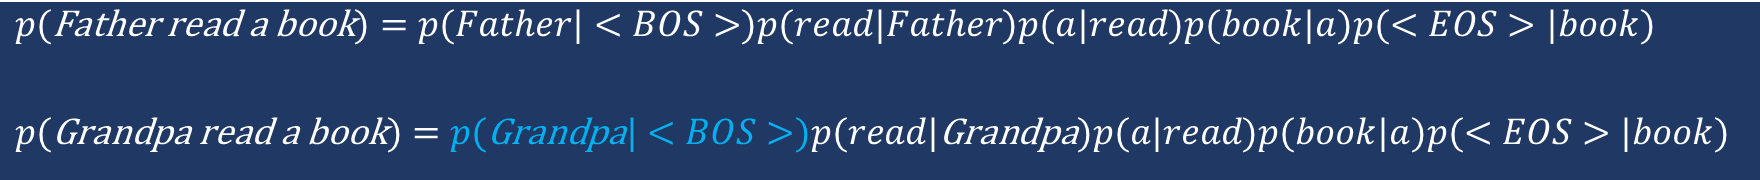 p(Father read a book) = p(Father| < BOS >)p(read|Father)p(a|read)p(book|a)p(< EOS > |book)
p(Grandpa read a book) = p(Grandpa| < BOS >)p(read|Grandpa)p(a|read)p(book|a)p(< EOS > |book)